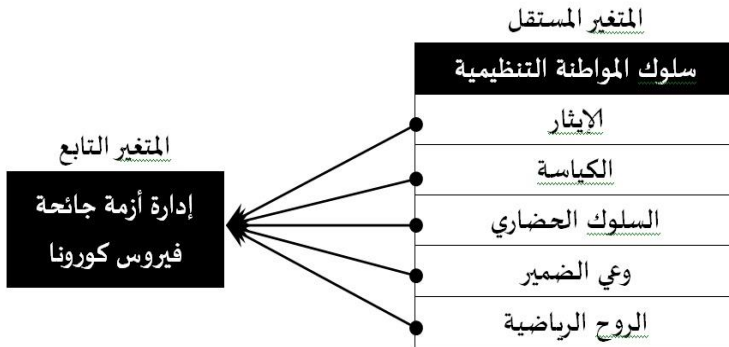 المتغير المستقل
سلوك المواطنة التنظيمية
الإيثار
الكياسة
السلوك الحضاري
وعي الضمير
الروح الرياضية
المتغير التابع
إدارة أزمة جائحة
فيروس كورونا